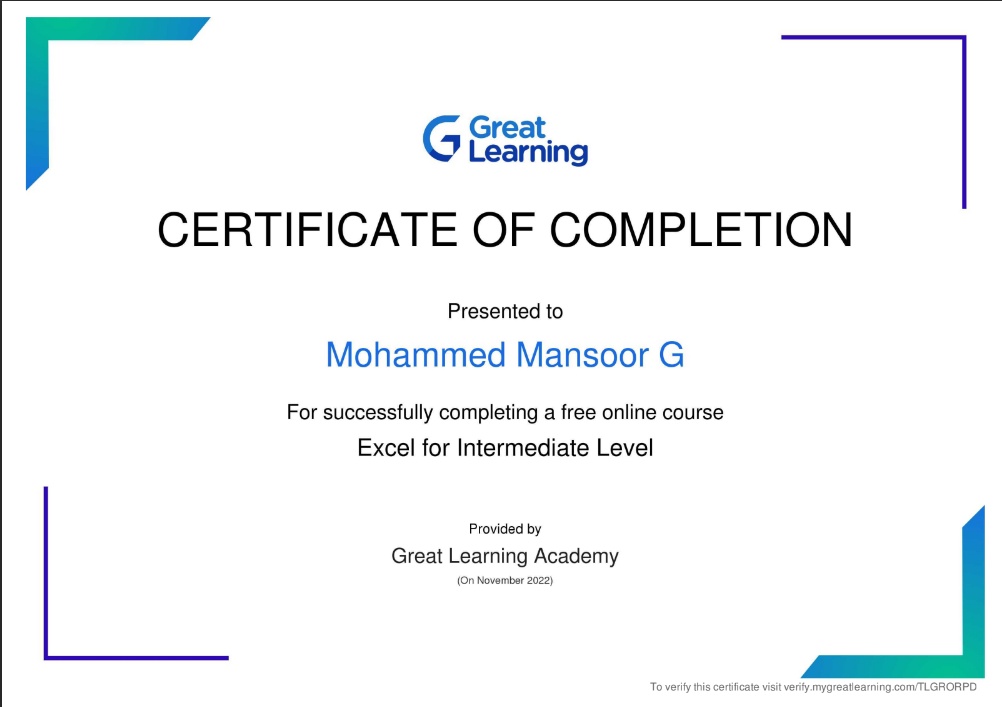 Great
Learning
CERTIFICATE OF COMPLETION
Presented to
Mohammed Mansoor G
For successfully completing a free online course
Excel for Intermediate Level
Provided by
Great Learning Academy
(On November 2022)
To verify this certificate visit verify.mygreatlearning.com/TLGRORPD